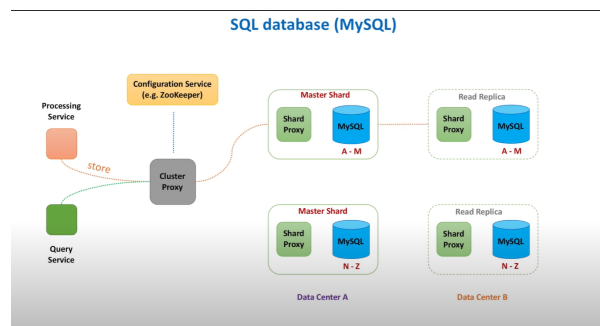 SQL database (MySQL)
Configuration Service
(e.g. ZooKeeper)
Processing
Service
store
Cluster
Proxy
Query
Service
Master Shard
Shard
Proxy
MySQL
A - M
Read Replica
Shard
Proxy
MySQL
A - M
Master Shard
Shard
Proxy
MySQL
N - Z
Read Replica
Shard
Proxy
MySQL
N - Z
Data Center A
Data Center B